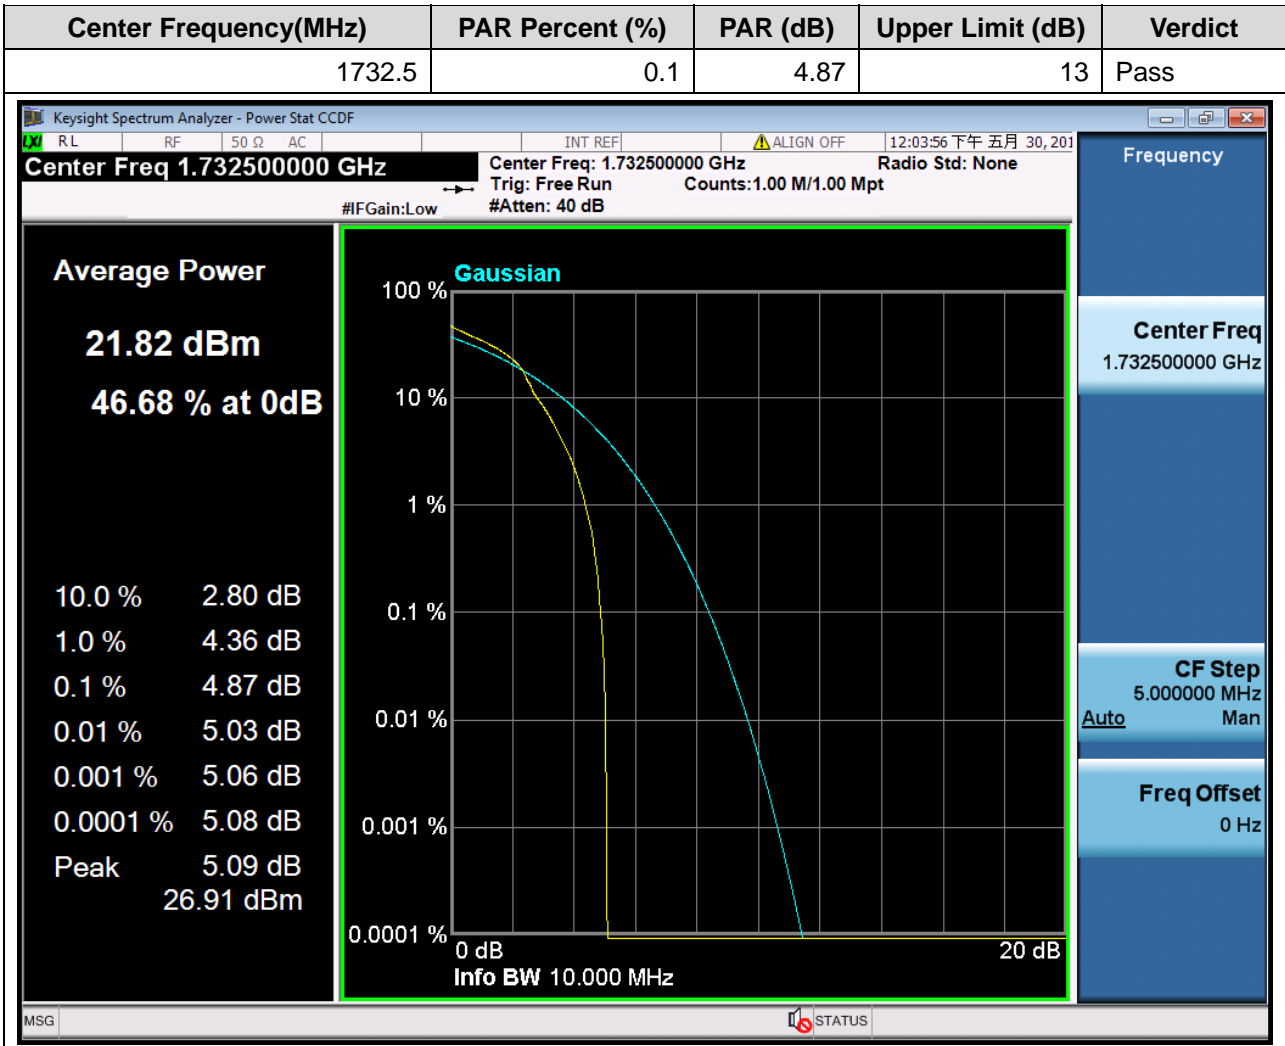 Center Frequency(MHz) PAR Percent (%) PAR (dB) Upper Limit (dB) Verdict
1732.5 0.1 4.87 13 Pass
Keysight Spectrum Analyzer - Power Stat CCDF
LXI RL RF 50 Ω AC INT REF ALIGN OFF 12:03:56 下午 五月 30, 201
Center Freq 1.732500000 GHz
Center Freq: 1.732500000 GHz Radio Std: None
Trig: Free Run Counts:1.00 M/1.00 Mpt
#IFGain:Low #Atten: 40 dB
Average Power
21.82 dBm
46.68 % at 0dB
10.0 % 2.80 dB
1.0 % 4.36 dB
0.1 % 4.87 dB
0.01 % 5.03 dB
0.001 % 5.06 dB
0.0001 % 5.08 dB
Peak 5.09 dB
26.91 dBm
Gaussian
100 %
10 %
1 %
0.1 %
0.01 %
0.001 %
0.0001 %
0 dB 20 dB
Info BW 10.000 MHz
Frequency
Center Freq
1.732500000 GHz
CF Step
5.000000 MHz
Auto Man
Freq Offset
0 Hz
MSG STATUS